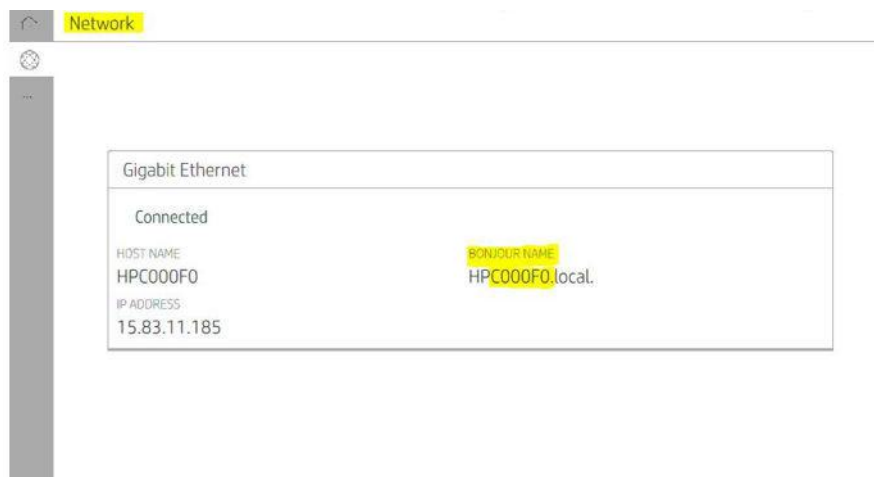 Network
...
Gigabit Ethernet
Connected
HOST NAME
HPC000F0
BONJOUR NAME
HPC000F0.local.
IP ADDRESS
15.83.11.185